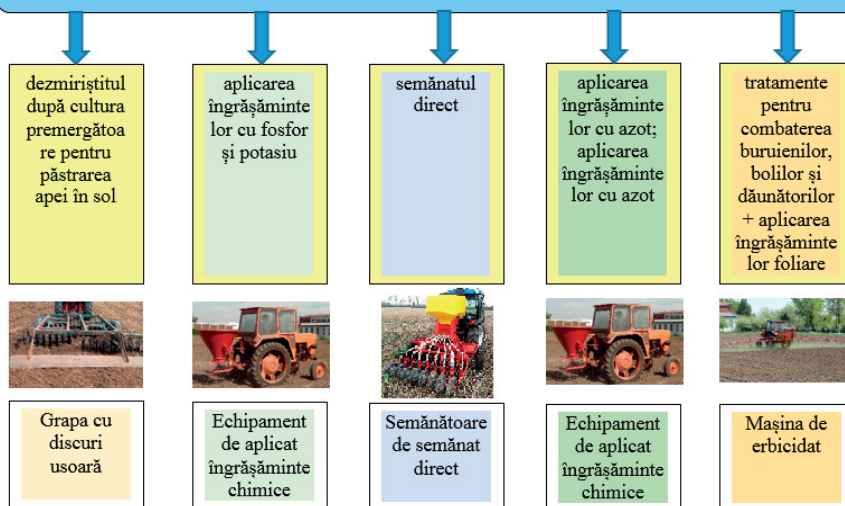 dezmiriștitul
după cultura
premergătoa
re pentru
păstrarea
apei în sol
aplicarea
îngrășăminte
lor cu fosfor
și potasiu
semănatul
direct
aplicarea
îngrășăminte
lor cu azot;
aplicarea
îngrășăminte
lor cu azot
tratamente
pentru
combaterea
buruienilor,
bolilor și
dăunătorilor
+ aplicarea
îngrășăminte
lor foliare
Grapa cu
discuri
usoară
Echipament
de aplicat
îngrășăminte
chimice
Semănătoare
de semănat
direct
Echipament
de aplicat
îngrășăminte
chimice
Mașina de
erbicidat